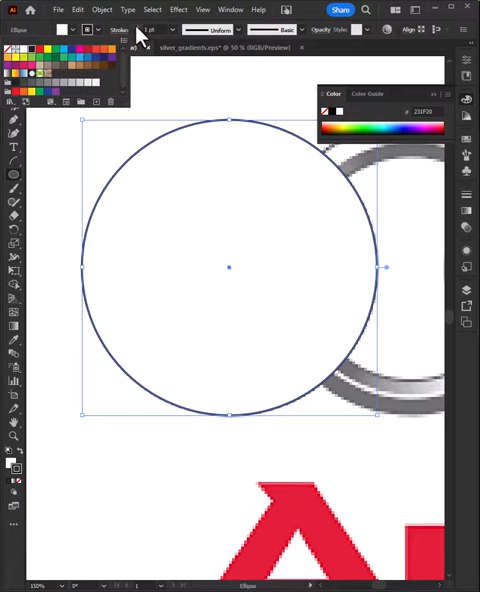 Ai File Edit Object Type Select Effect View Window Help Share
Ellipse Stroke: 1 pt Uniform Basic Opacity Styles Align
silver_gradients.eps* @ 50 % (RGB/Preview) ×
Color Color Guide
# 231F20
150% 0° 1 Ellipse